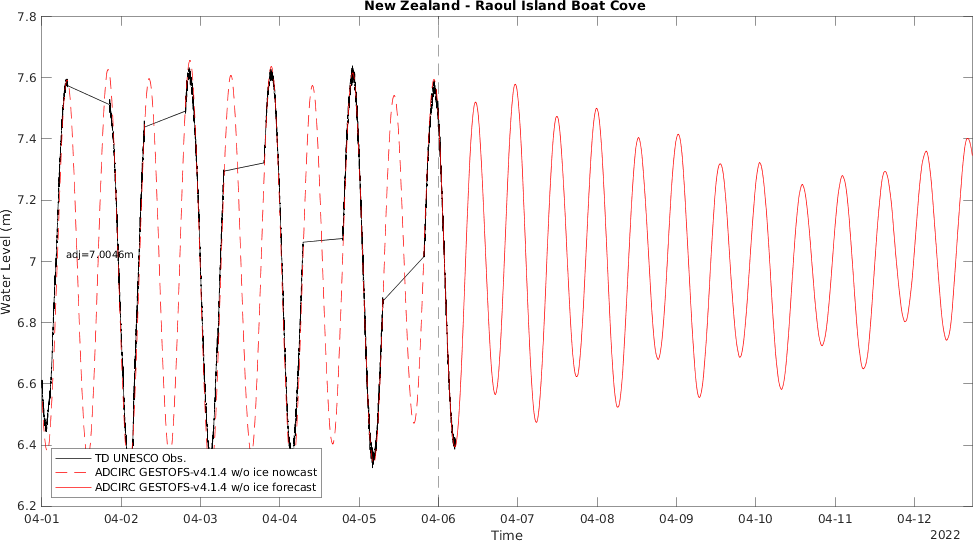 New Zealand - Raoul Island Boat Cove
Water Level (m)
7.8
7.6
7.4
7.2
7
6.8
6.6
6.4
6.2
adj=7.0046m
TD UNESCO Obs.
ADCIRC GESTOFS-v4.1.4 w/o ice nowcast
ADCIRC GESTOFS-v4.1.4 w/o ice forecast
04-01 04-02 04-03 04-04 04-05 04-06 04-07 04-08 04-09 04-10 04-11 04-12
Time
2022